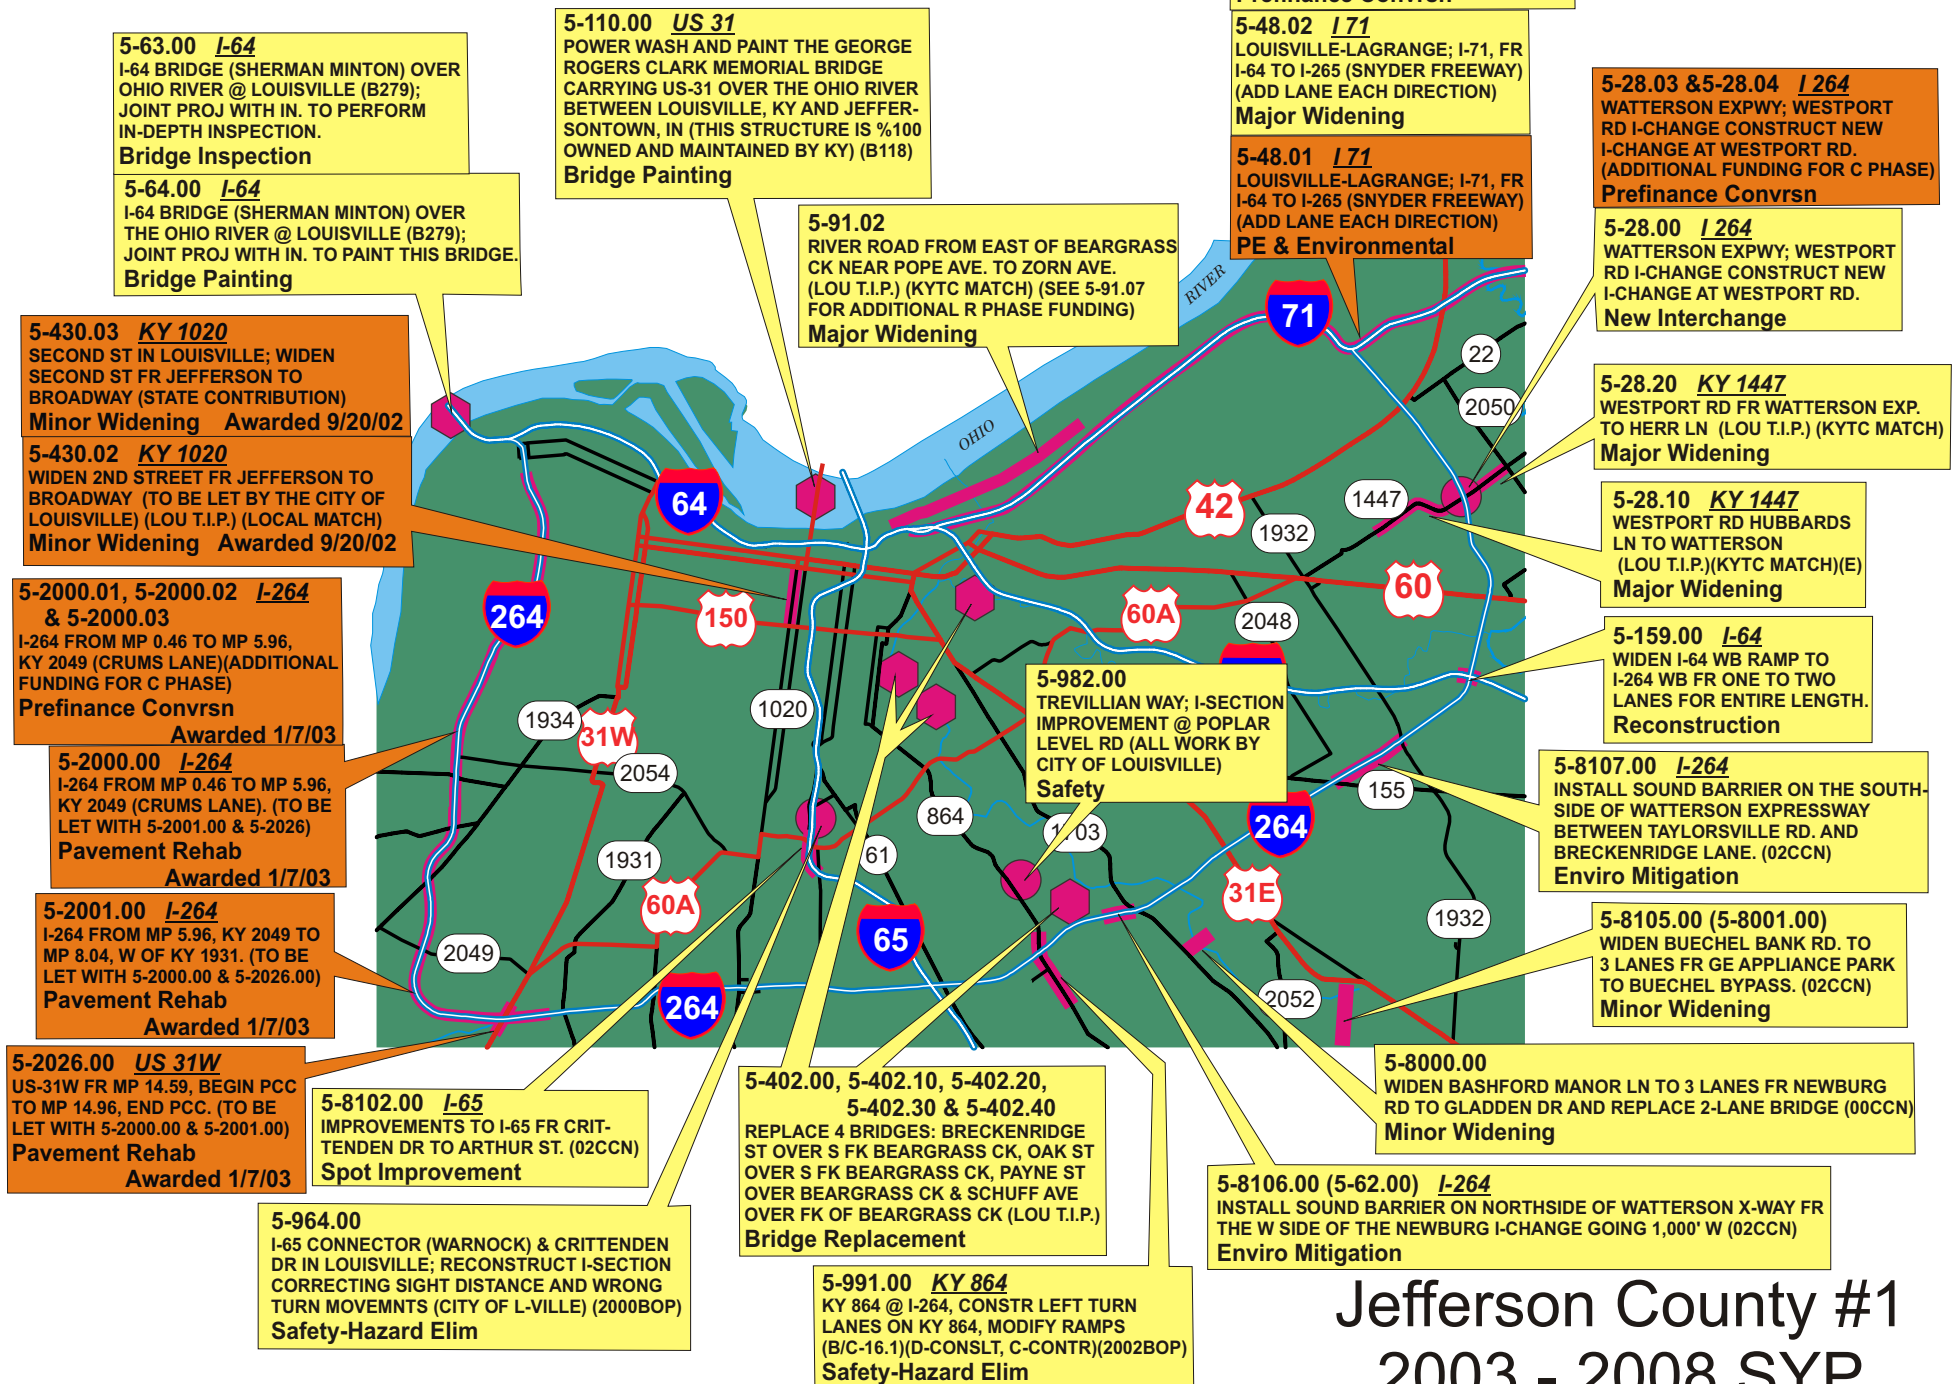 5-63.00 I-64
I-64 BRIDGE (SHERMAN MINTON) OVER
OHIO RIVER @ LOUISVILLE (B279);
JOINT PROJ WITH IN. TO PERFORM
IN-DEPTH INSPECTION.
Bridge Inspection
5-64.00 I-64
I-64 BRIDGE (SHERMAN MINTON) OVER
THE OHIO RIVER @ LOUISVILLE (B279);
JOINT PROJ WITH IN. TO PAINT THIS BRIDGE.
Bridge Painting
5-110.00 US 31
POWER WASH AND PAINT THE GEORGE
ROGERS CLARK MEMORIAL BRIDGE
CARRYING US-31 OVER THE OHIO RIVER
BETWEEN LOUISVILLE, KY AND JEFFER-
SONTOWN, IN (THIS STRUCTURE IS %100
OWNED AND MAINTAINED BY KY) (B118)
Bridge Painting
5-91.02
RIVER ROAD FROM EAST OF BEARGRASS
CK NEAR POPE AVE. TO ZORN AVE.
(LOU T.I.P.) (KYTC MATCH) (SEE 5-91.07
FOR ADDITIONAL R PHASE FUNDING)
Major Widening
Prefinance Convrsn
5-48.02 I 71
LOUISVILLE-LAGRANGE; I-71, FR
I-64 TO I-265 (SNYDER FREEWAY)
(ADD LANE EACH DIRECTION)
Major Widening
5-48.01 I 71
LOUISVILLE-LAGRANGE; I-71, FR
I-64 TO I-265 (SNYDER FREEWAY)
(ADD LANE EACH DIRECTION)
PE & Environmental
5-28.03 &5-28.04 I 264
WATTERSON EXPWY; WESTPORT
RD I-CHANGE CONSTRUCT NEW
I-CHANGE AT WESTPORT RD.
(ADDITIONAL FUNDING FOR C PHASE)
Prefinance Convrsn
5-28.00 I 264
WATTERSON EXPWY; WESTPORT
RD I-CHANGE CONSTRUCT NEW
I-CHANGE AT WESTPORT RD.
New Interchange
5-28.20 KY 1447
WESTPORT RD FR WATTERSON EXP.
TO HERR LN (LOU T.I.P.) (KYTC MATCH)
Major Widening
5-28.10 KY 1447
WESTPORT RD HUBBARDS
LN TO WATTERSON
(LOU T.I.P.)(KYTC MATCH)(E)
Major Widening
5-159.00 I-64
WIDEN I-64 WB RAMP TO
I-264 WB FR ONE TO TWO
LANES FOR ENTIRE LENGTH.
Reconstruction
5-8107.00 I-264
INSTALL SOUND BARRIER ON THE SOUTH-
SIDE OF WATTERSON EXPRESSWAY
BETWEEN TAYLORSVILLE RD. AND
BRECKENRIDGE LANE. (02CCN)
Enviro Mitigation
5-8105.00 (5-8001.00)
WIDEN BUECHEL BANK RD. TO
3 LANES FR GE APPLIANCE PARK
TO BUECHEL BYPASS. (02CCN)
Minor Widening
5-8000.00
WIDEN BASHFORD MANOR LN TO 3 LANES FR NEWBURG
RD TO GLADDEN DR AND REPLACE 2-LANE BRIDGE (00CCN)
Minor Widening
5-8106.00 (5-62.00) I-264
INSTALL SOUND BARRIER ON NORTHSIDE OF WATTERSON X-WAY FR
THE W SIDE OF THE NEWBURG I-CHANGE GOING 1,000' W (02CCN)
Enviro Mitigation
5-430.03 KY 1020
SECOND ST IN LOUISVILLE; WIDEN
SECOND ST FR JEFFERSON TO
BROADWAY (STATE CONTRIBUTION)
Minor Widening Awarded 9/20/02
5-430.02 KY 1020
WIDEN 2ND STREET FR JEFFERSON TO
BROADWAY (TO BE LET BY THE CITY OF
LOUISVILLE) (LOU T.I.P.) (LOCAL MATCH)
Minor Widening Awarded 9/20/02
5-2000.01, 5-2000.02 I-264
& 5-2000.03
I-264 FROM MP 0.46 TO MP 5.96,
KY 2049 (CRUMS LANE)(ADDITIONAL
FUNDING FOR C PHASE)
Prefinance Convrsn
Awarded 1/7/03
5-2000.00 I-264
I-264 FROM MP 0.46 TO MP 5.96,
KY 2049 (CRUMS LANE). (TO BE
LET WITH 5-2001.00 & 5-2026)
Pavement Rehab
Awarded 1/7/03
5-2001.00 I-264
I-264 FROM MP 5.96, KY 2049 TO
MP 8.04, W OF KY 1931. (TO BE
LET WITH 5-2000.00 & 5-2026.00)
Pavement Rehab
Awarded 1/7/03
5-2026.00 US 31W
US-31W FR MP 14.59, BEGIN PCC
TO MP 14.96, END PCC. (TO BE
LET WITH 5-2000.00 & 5-2001.00)
Pavement Rehab
Awarded 1/7/03
5-8102.00 I-65
IMPROVEMENTS TO I-65 FR CRIT-
TENDEN DR TO ARTHUR ST. (02CCN)
Spot Improvement
5-964.00
I-65 CONNECTOR (WARNOCK) & CRITTENDEN
DR IN LOUISVILLE; RECONSTRUCT I-SECTION
CORRECTING SIGHT DISTANCE AND WRONG
TURN MOVEMNTS (CITY OF L-VILLE) (2000BOP)
Safety-Hazard Elim
5-402.00, 5-402.10, 5-402.20,
5-402.30 & 5-402.40
REPLACE 4 BRIDGES: BRECKENRIDGE
ST OVER S FK BEARGRASS CK, OAK ST
OVER S FK BEARGRASS CK, PAYNE ST
OVER BEARGRASS CK & SCHUFF AVE
OVER FK OF BEARGRASS CK (LOU T.I.P.)
Bridge Replacement
5-991.00 KY 864
KY 864 @ I-264, CONSTR LEFT TURN
LANES ON KY 864, MODIFY RAMPS
(B/C-16.1)(D-CONSLT, C-CONTR)(2002BOP)
Safety-Hazard Elim
5-982.00
TREVILLIAN WAY; I-SECTION
IMPROVEMENT @ POPLAR
LEVEL RD (ALL WORK BY
CITY OF LOUISVILLE)
Safety
OHIO
RIVER
71
22
2050
64
42
1447
1932
264
150
60A
60
2048
1934
31W
1020
2054
155
864
1703
264
1931
61
60A
31E
65
1932
2049
264
2052
Jefferson County #1
2003 - 2008 SYP